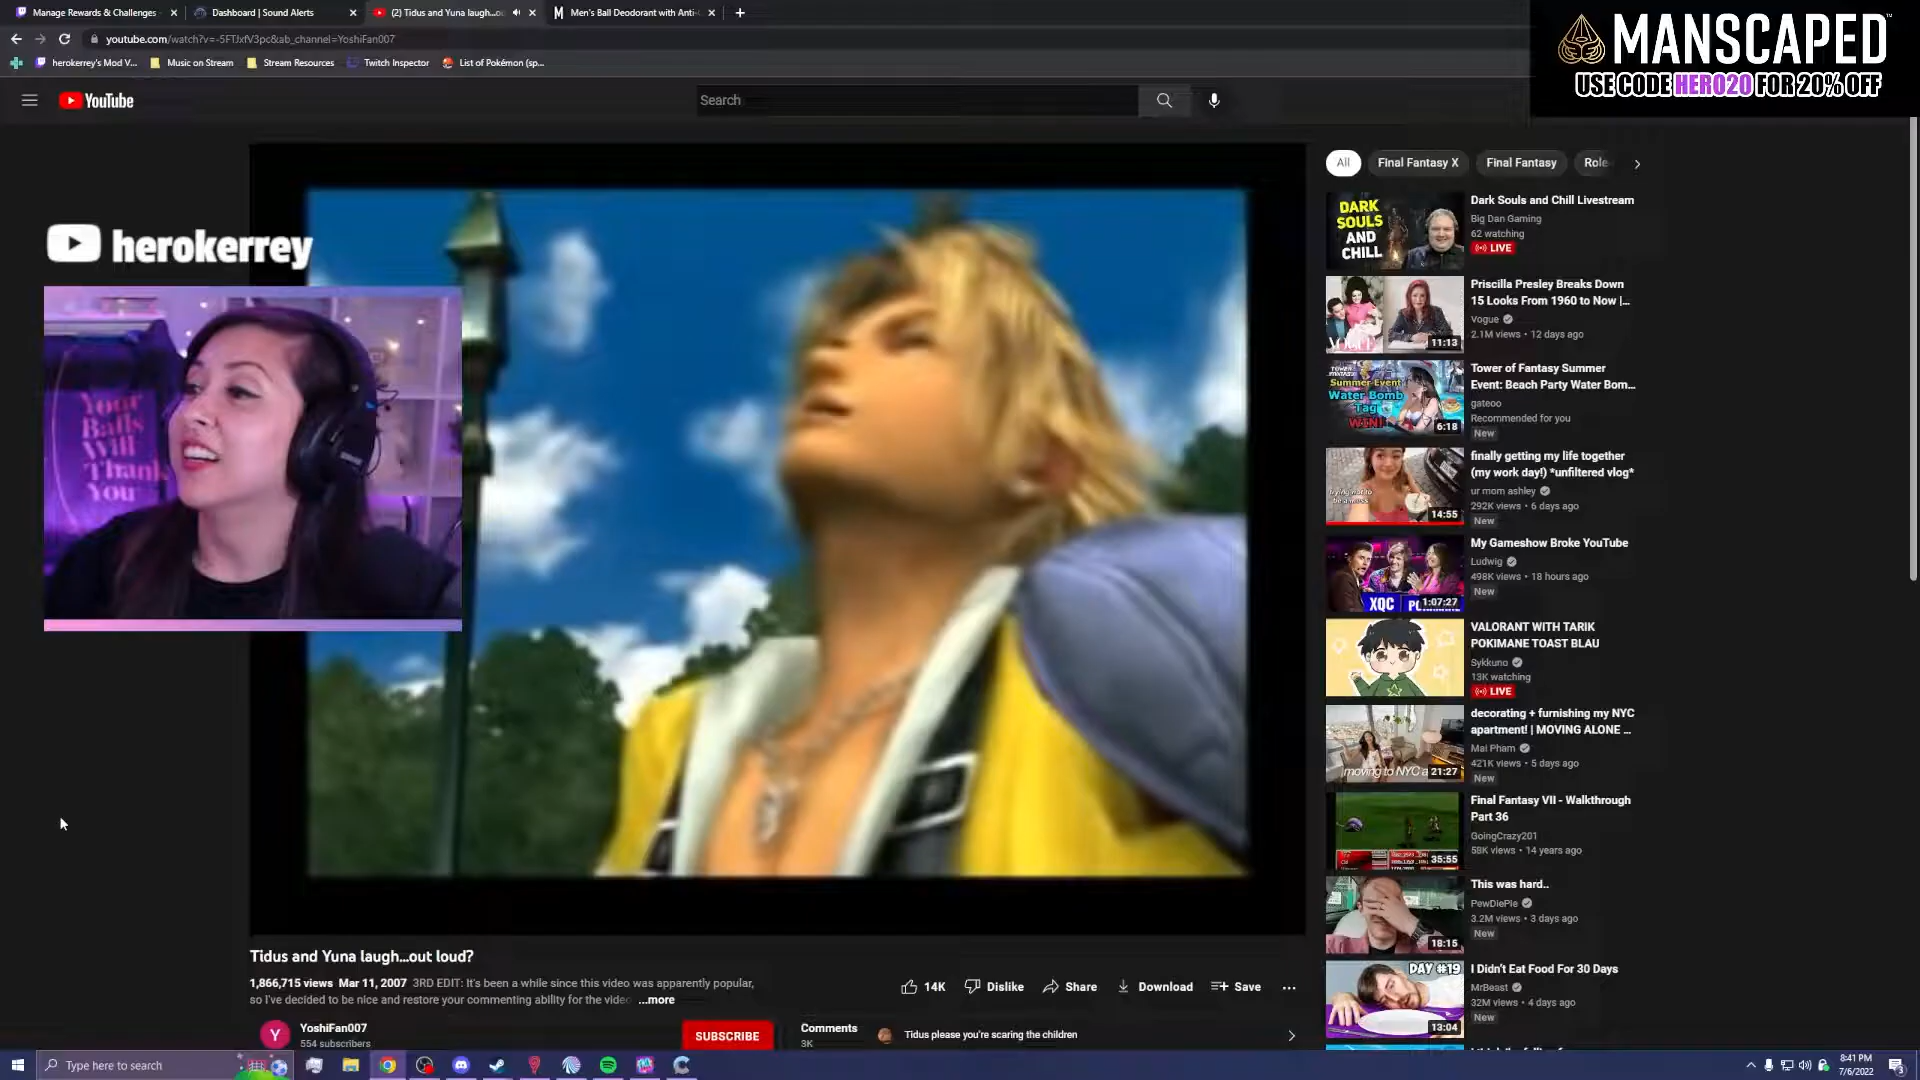 Manage Rewards & Challenges
Dashboard | Sound Alerts
(2) Tidus and Yuna laugh...o
Men's Ball Deodorant with Anti-
youtube.com/watch?v=-5FTJxfV3pc&ab_channel=YoshiFan007
herokerrey's Mod V...
Music on Stream
Stream Resources
Twitch Inspector
List of Pokémon (sp...
MANSCAPED
USE CODE HERO20 FOR 20% OFF
YouTube
Search
herokerrey
Your
Balls
Will
Thank
You
All
Final Fantasy X
Final Fantasy
Role
DARK
SOULS
AND
CHILL
Dark Souls and Chill Livestream
Big Dan Gaming
62 watching
LIVE
Priscilla Presley Breaks Down
15 Looks From 1960 to Now |...
Vogue
2.1M views • 12 days ago
11:13
Summer Event
Water Bomb
Tag
WIN!
6:18
Tower of Fantasy Summer
Event: Beach Party Water Bom...
gateoo
Recommended for you
New
14:55
finally getting my life together
(my work day!) *unfiltered vlog*
ur mom ashley
292K views • 6 days ago
New
XQC
1:07:27
My Gameshow Broke YouTube
Ludwig
498K views • 18 hours ago
New
VALORANT WITH TARIK
POKIMANE TOAST BLAU
Sykkuno
13K watching
LIVE
moving to NYC
21:27
decorating + furnishing my NYC
apartment! | MOVING ALONE ...
Mai Pham
421K views • 5 days ago
New
35:55
Final Fantasy VII - Walkthrough
Part 36
GoingCrazy201
58K views • 14 years ago
18:15
This was hard..
PewDiePie
3.2M views • 3 days ago
New
DAY #19
13:04
I Didn't Eat Food For 30 Days
MrBeast
32M views • 4 days ago
New
Tidus and Yuna laugh...out loud?
1,866,715 views Mar 11, 2007 3RD EDIT: It's been a while since this video was apparently popular,
so I've decided to be nice and restore your commenting ability for the video ...more
14K
Dislike
Share
Download
Save
Y
YoshiFan007
554 subscribers
SUBSCRIBE
Comments
3K
Tidus please you're scaring the children
Type here to search
8:41 PM
7/6/2022
3